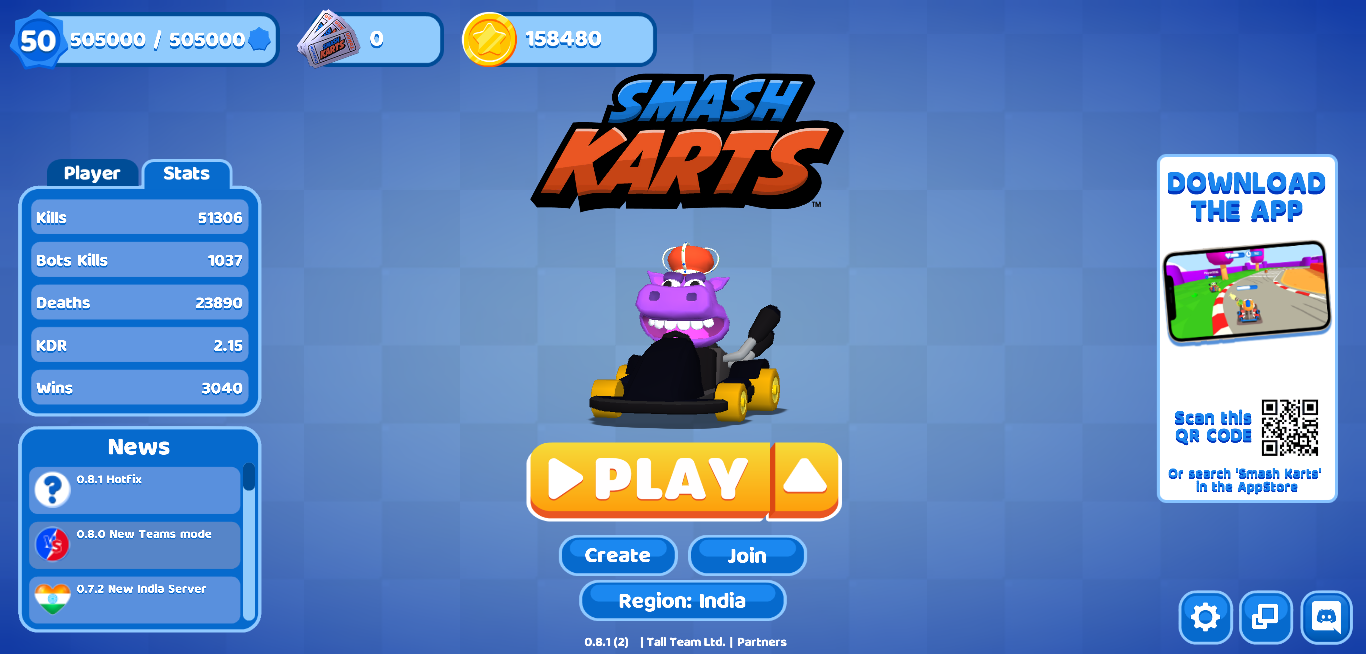 50 505000 / 505000
0
158480
SMASH
KARTS
TM
Player Stats
Kills 51306
Bots Kills 1037
Deaths 23890
KDR 2.15
Wins 3040
News
0.8.1 Hotfix
VS 0.8.0 New Teams mode
0.7.2 New India Server
PLAY
Create Join
Region: India
0.8.1 (2) | Tall Team Ltd. | Partners
DOWNLOAD
THE APP
Scan this
QR CODE
Or search 'Smash Karts'
in the AppStore